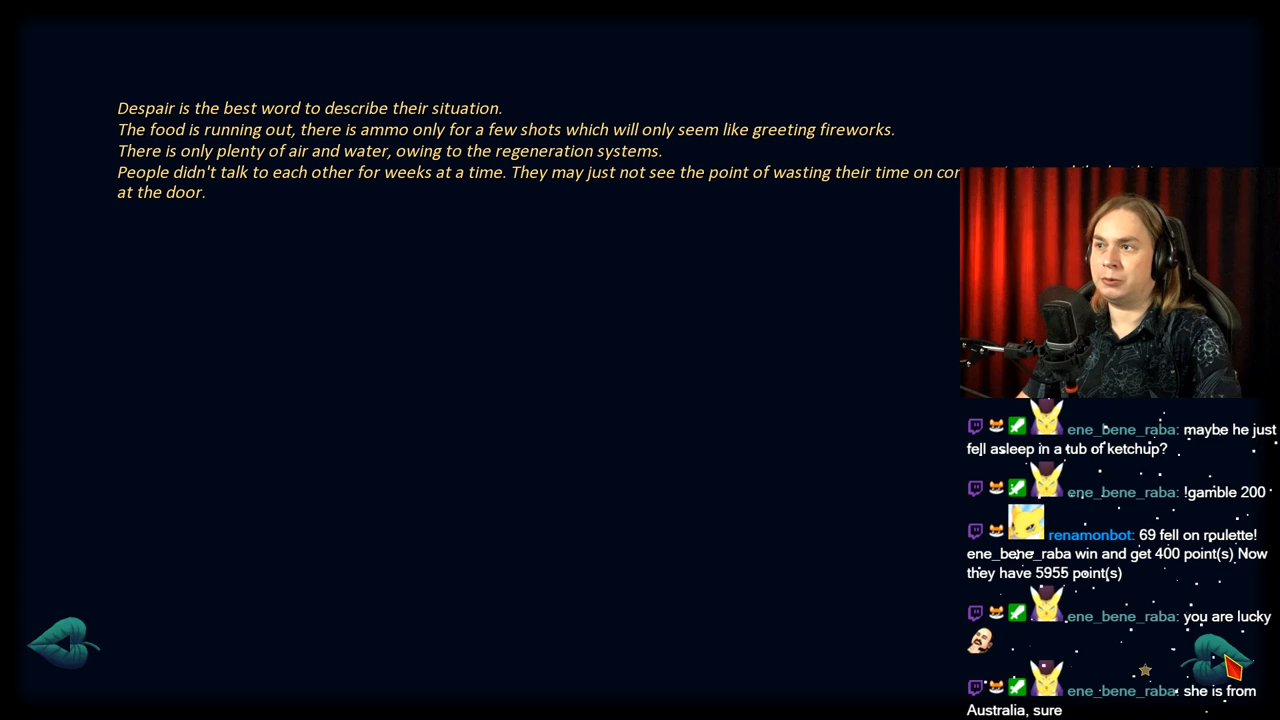 Despair is the best word to describe their situation.
The food is running out, there is ammo only for a few shots which will only seem like greeting fireworks.
There is only plenty of air and water, owing to the regeneration systems.
People didn't talk to each other for weeks at a time. They may just not see the point of wasting their time on
at the door.
ene_bene_raba: maybe he just
fell asleep in a tub of ketchup?
ene_bene_raba: !gamble 200
renamonbot: 69 fell on roulette!
ene_bene_raba win and get 400 point(s) Now
they have 5955 point(s)
ene_bene_raba: you are lucky
ene_bene_raba: she is from
Australia, sure